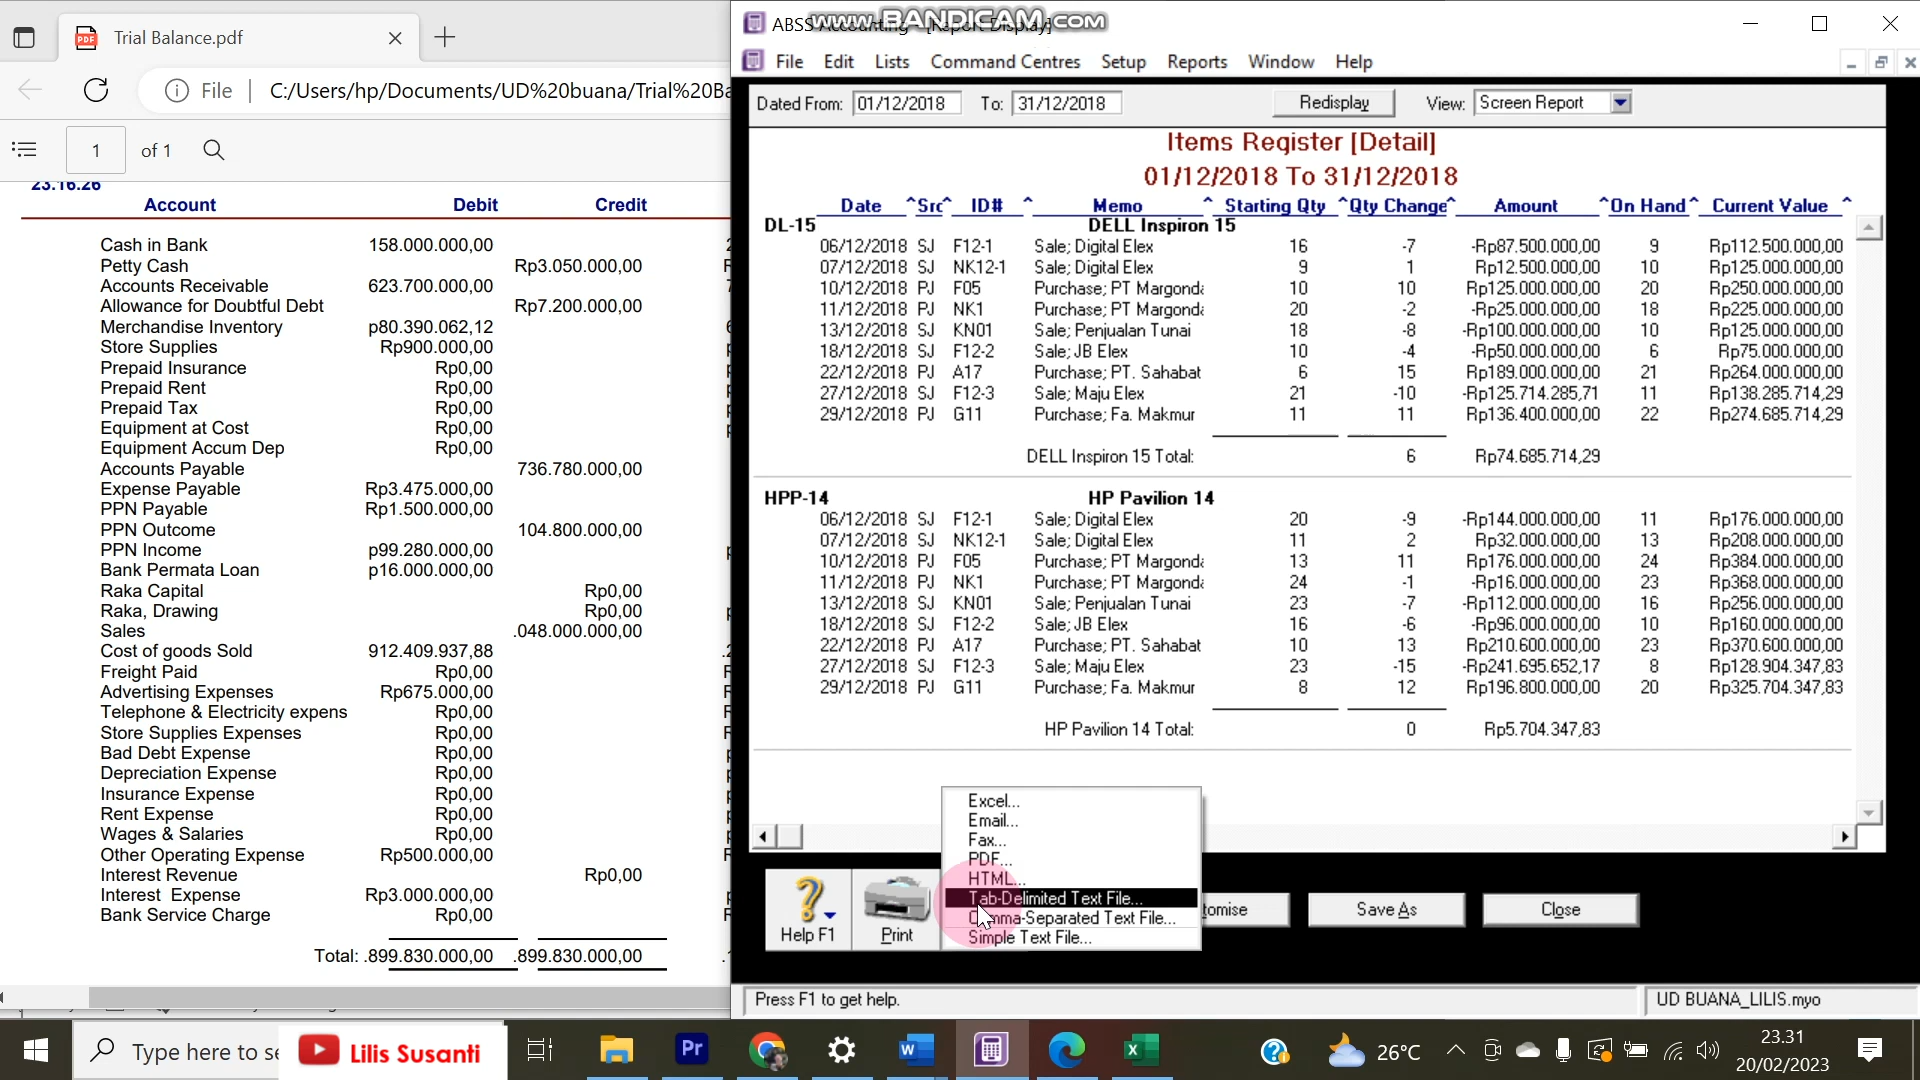 Trial Balance.pdf
File
C:/Users/hp/Documents/UD%20buana/Trial%20Ba
1 of 1
23.16.26
Account Debit Credit
Cash in Bank 158.000.000,00
Petty Cash Rp3.050.000,00
Accounts Receivable 623.700.000,00
Allowance for Doubtful Debt Rp7.200.000,00
Merchandise Inventory p80.390.062,12
Store Supplies Rp900.000,00
Prepaid Insurance Rp0,00
Prepaid Rent Rp0,00
Prepaid Tax Rp0,00
Equipment at Cost Rp0,00
Equipment Accum Dep Rp0,00
Accounts Payable 736.780.000,00
Expense Payable Rp3.475.000,00
PPN Payable Rp1.500.000,00
PPN Outcome 104.800.000,00
PPN Income p99.280.000,00
Bank Permata Loan p16.000.000,00
Raka Capital Rp0,00
Raka, Drawing Rp0,00
Sales .048.000.000,00
Cost of goods Sold 912.409.937,88
Freight Paid Rp0,00
Advertising Expenses Rp675.000,00
Telephone & Electricity expens Rp0,00
Store Supplies Expenses Rp0,00
Bad Debt Expense Rp0,00
Depreciation Expense Rp0,00
Insurance Expense Rp0,00
Rent Expense Rp0,00
Wages & Salaries Rp0,00
Other Operating Expense Rp500.000,00
Interest Revenue Rp0,00
Interest Expense Rp3.000.000,00
Bank Service Charge Rp0,00
Total: .899.830.000,00 .899.830.000,00
ABSS Accounting - [Report Display]
www.BANDICAM.COM
File Edit Lists Command Centres Setup Reports Window Help
Dated From: 01/12/2018 To: 31/12/2018 Redisplay View: Screen Report
Items Register [Detail]
01/12/2018 To 31/12/2018
Date Src ID# Memo Starting Qty Qty Change Amount On Hand Current Value
DL-15 DELL Inspiron 15
06/12/2018 SJ F12-1 Sale; Digital Elex 16 -7 -Rp87.500.000,00 9 Rp112.500.000,00
07/12/2018 SJ NK12-1 Sale; Digital Elex 9 1 Rp12.500.000,00 10 Rp125.000.000,00
10/12/2018 PJ F05 Purchase; PT Margonda 10 10 Rp125.000.000,00 20 Rp250.000.000,00
11/12/2018 PJ NK1 Purchase; PT Margonda 20 -2 -Rp25.000.000,00 18 Rp225.000.000,00
13/12/2018 SJ KN01 Sale; Penjualan Tunai 18 -8 -Rp100.000.000,00 10 Rp125.000.000,00
18/12/2018 SJ F12-2 Sale; JB Elex 10 -4 -Rp50.000.000,00 6 Rp75.000.000,00
22/12/2018 PJ A17 Purchase; PT. Sahabat 6 15 Rp189.000.000,00 21 Rp264.000.000,00
27/12/2018 SJ F12-3 Sale; Maju Elex 21 -10 -Rp125.714.285,71 11 Rp138.285.714,29
29/12/2018 PJ G11 Purchase; Fa. Makmur 11 11 Rp136.400.000,00 22 Rp274.685.714,29
DELL Inspiron 15 Total: 6 Rp74.685.714,29
HPP-14 HP Pavilion 14
06/12/2018 SJ F12-1 Sale; Digital Elex 20 -9 -Rp144.000.000,00 11 Rp176.000.000,00
07/12/2018 SJ NK12-1 Sale; Digital Elex 11 2 Rp32.000.000,00 13 Rp208.000.000,00
10/12/2018 PJ F05 Purchase; PT Margonda 13 11 Rp176.000.000,00 24 Rp384.000.000,00
11/12/2018 PJ NK1 Purchase; PT Margonda 24 -1 -Rp16.000.000,00 23 Rp368.000.000,00
13/12/2018 SJ KN01 Sale; Penjualan Tunai 23 -7 -Rp112.000.000,00 16 Rp256.000.000,00
18/12/2018 SJ F12-2 Sale; JB Elex 16 -6 -Rp96.000.000,00 10 Rp160.000.000,00
22/12/2018 PJ A17 Purchase; PT. Sahabat 10 13 Rp210.600.000,00 23 Rp370.600.000,00
27/12/2018 SJ F12-3 Sale; Maju Elex 23 -15 -Rp241.695.652,17 8 Rp128.904.347,83
29/12/2018 PJ G11 Purchase; Fa. Makmur 8 12 Rp196.800.000,00 20 Rp325.704.347,83
HP Pavilion 14 Total: 0 Rp5.704.347,83
Excel...
Email...
Fax...
PDF...
HTML...
Tab-Delimited Text File...
Comma-Separated Text File...
Simple Text File...
Help F1 Print tomise Save As Close
Press F1 to get help. UD BUANA_LILIS.myo
Type here to se
Lilis Susanti
Pr
26°C
23.31
20/02/2023